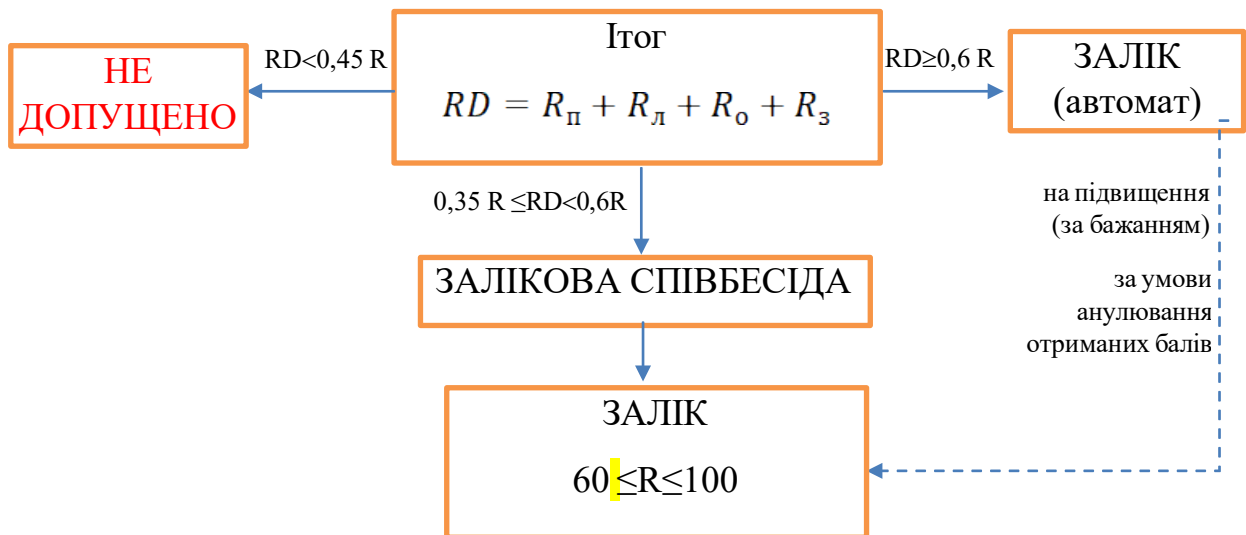 Ітог
RD = Rп + Rл + Rо + Rз
RD<0,45 R
НЕ
ДОПУЩЕНО
RD≥0,6 R
ЗАЛІК
(автомат)
0,35 R ≤RD<0,6R
на підвищення
(за бажанням)
за умови
анулювання
отриманих балів
ЗАЛІКОВА СПІВБЕСІДА
ЗАЛІК
60 ≤R≤100